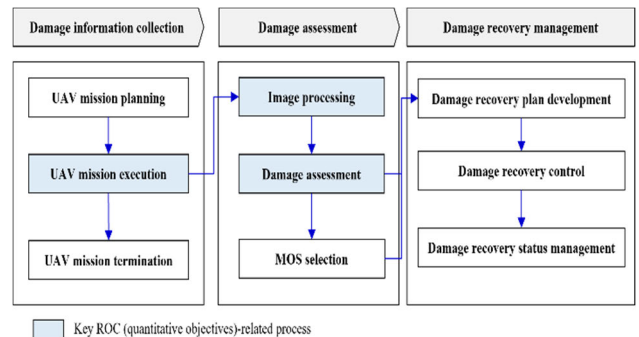 Damage information collection
Damage assessment
Damage recovery management
UAV mission planning
UAV mission execution
UAV mission termination
Image processing
Damage assessment
MOS selection
Damage recovery plan development
Damage recovery control
Damage recovery status management
Key ROC (quantitative objectives)-related process